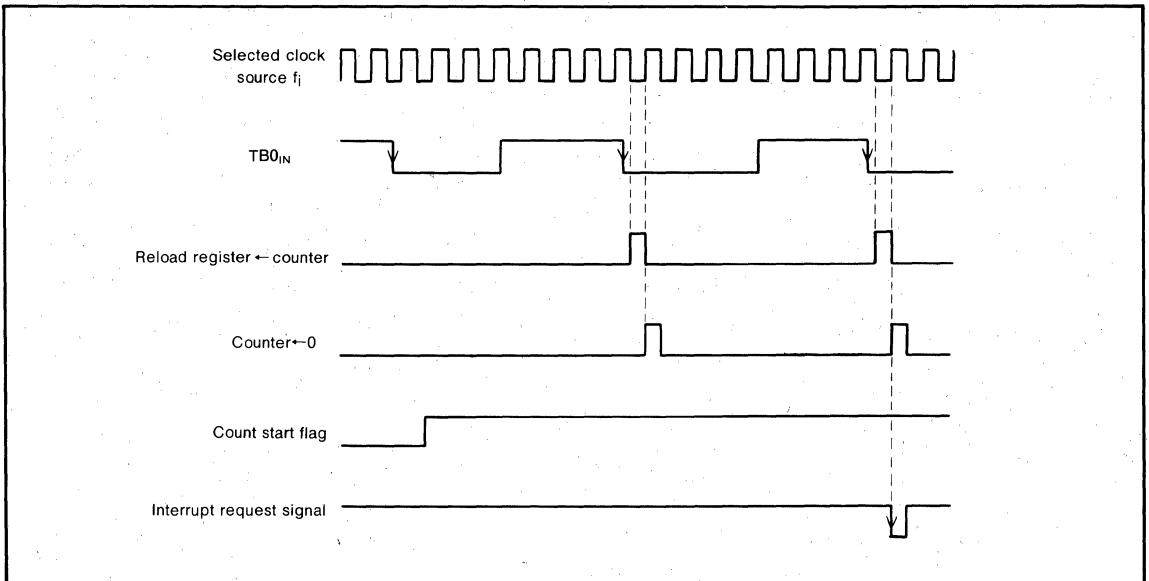 Selected clock
source fi
TB0IN
Reload register ← counter
Counter←0
Count start flag
Interrupt request signal